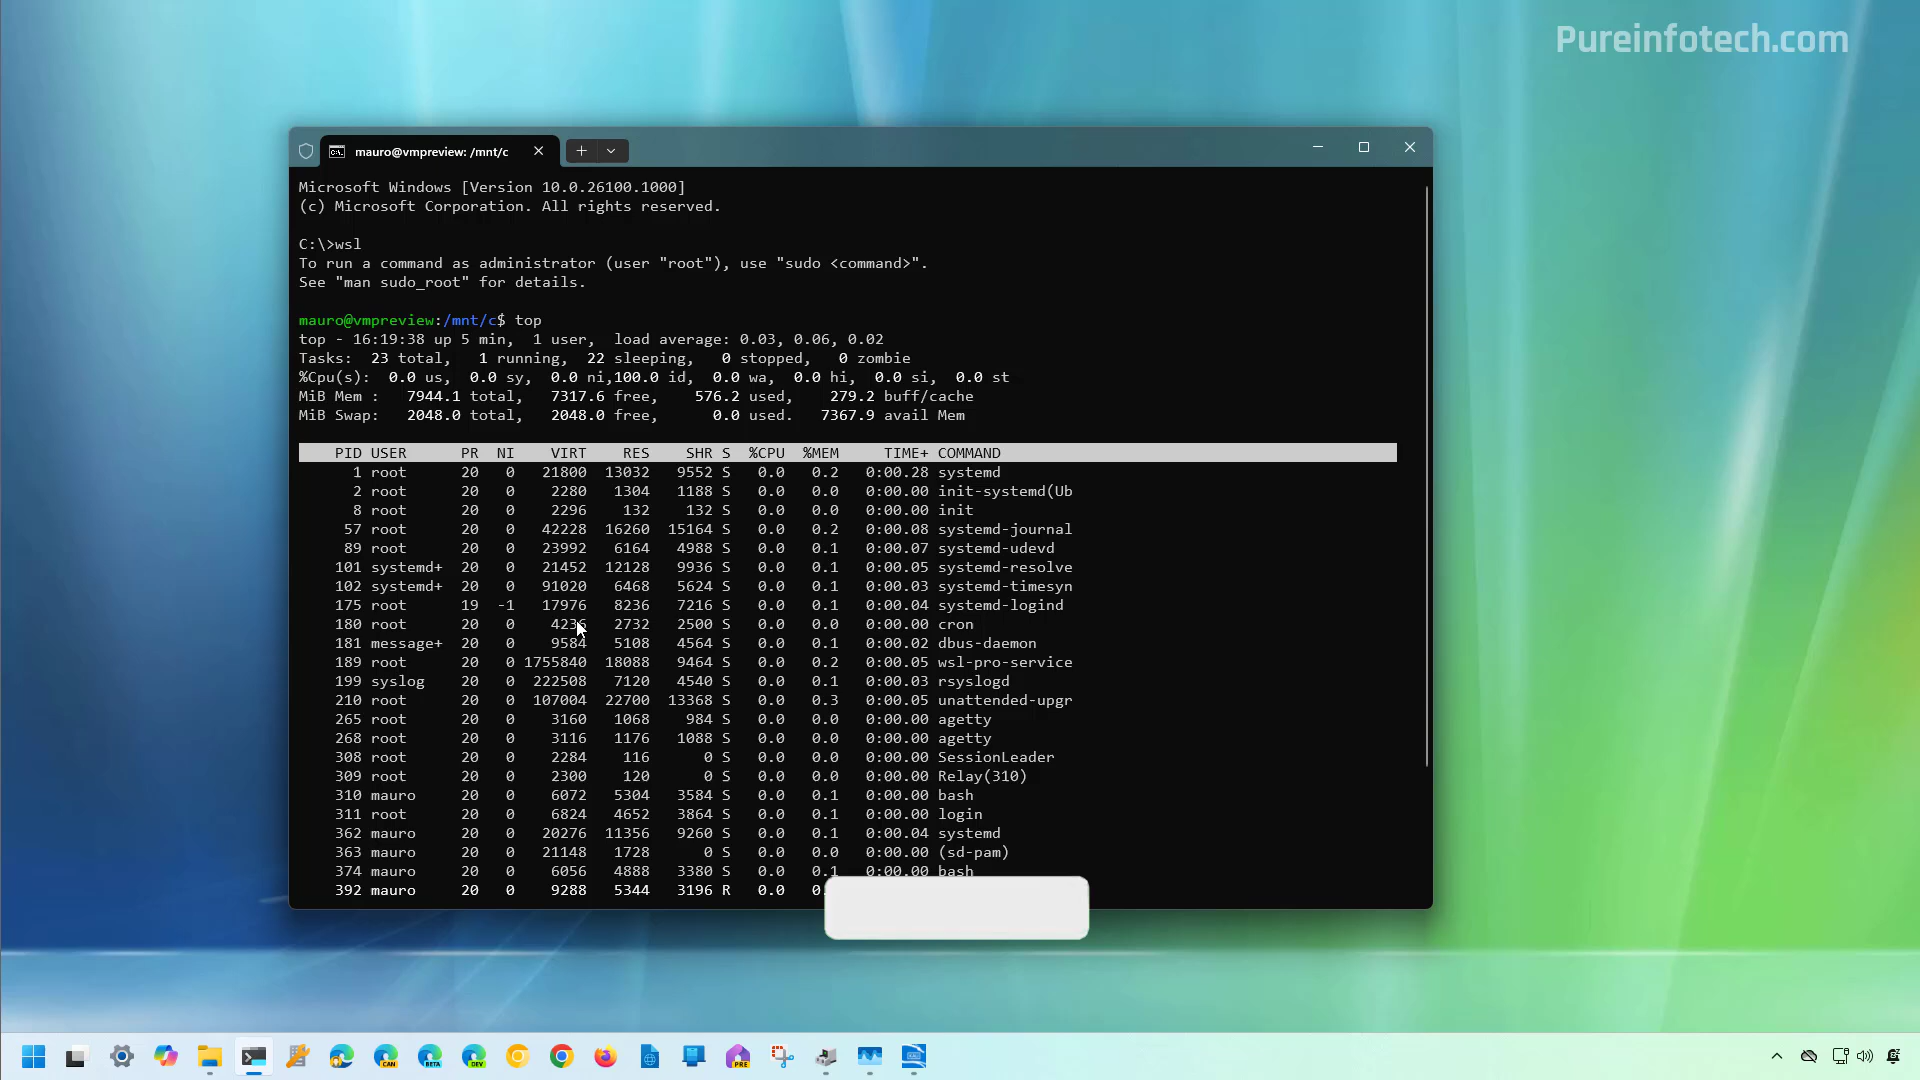 Pureinfotech.com
mauro@vmpreview: /mnt/c
Microsoft Windows [Version 10.0.26100.1000]
(c) Microsoft Corporation. All rights reserved.
C:\>wsl
To run a command as administrator (user "root"), use "sudo <command>".
See "man sudo_root" for details.
mauro@vmpreview:/mnt/c$ top
top - 16:19:38 up 5 min,  1 user,  load average: 0.03, 0.06, 0.02
Tasks:  23 total,   1 running,  22 sleeping,   0 stopped,   0 zombie
%Cpu(s):  0.0 us,  0.0 sy,  0.0 ni,100.0 id,  0.0 wa,  0.0 hi,  0.0 si,  0.0 st
MiB Mem :   7944.1 total,   7317.6 free,    576.2 used,    279.2 buff/cache
MiB Swap:   2048.0 total,   2048.0 free,      0.0 used.   7367.9 avail Mem
PID USER      PR  NI    VIRT    RES    SHR S  %CPU  %MEM     TIME+ COMMAND
1 root      20   0   21800  13032   9552 S   0.0   0.2   0:00.28 systemd
2 root      20   0    2280   1304   1188 S   0.0   0.0   0:00.00 init-systemd(Ub
8 root      20   0    2296    132    132 S   0.0   0.0   0:00.00 init
57 root      20   0   42228  16260  15164 S   0.0   0.2   0:00.08 systemd-journal
89 root      20   0   23992   6164   4988 S   0.0   0.1   0:00.07 systemd-udevd
101 systemd+  20   0   21452  12128   9936 S   0.0   0.1   0:00.05 systemd-resolve
102 systemd+  20   0   91020   6468   5624 S   0.0   0.1   0:00.03 systemd-timesyn
175 root      19  -1   17976   8236   7216 S   0.0   0.1   0:00.04 systemd-logind
180 root      20   0    4236   2732   2500 S   0.0   0.0   0:00.00 cron
181 message+  20   0    9584   5108   4564 S   0.0   0.1   0:00.02 dbus-daemon
189 root      20   0 1755840  18088   9464 S   0.0   0.2   0:00.05 wsl-pro-service
199 syslog    20   0  222508   7120   4540 S   0.0   0.1   0:00.03 rsyslogd
210 root      20   0  107004  22700  13368 S   0.0   0.3   0:00.05 unattended-upgr
265 root      20   0    3160   1068    984 S   0.0   0.0   0:00.00 agetty
268 root      20   0    3116   1176   1088 S   0.0   0.0   0:00.00 agetty
308 root      20   0    2284    116      0 S   0.0   0.0   0:00.00 SessionLeader
309 root      20   0    2300    120      0 S   0.0   0.0   0:00.00 Relay(310)
310 mauro     20   0    6072   5304   3584 S   0.0   0.1   0:00.00 bash
311 root      20   0    6824   4652   3864 S   0.0   0.1   0:00.00 login
362 mauro     20   0   20276  11356   9260 S   0.0   0.1   0:00.04 systemd
363 mauro     20   0   21148   1728      0 S   0.0   0.0   0:00.00 (sd-pam)
374 mauro     20   0    6056   4888   3380 S   0.0   0.1   0:00.00 bash
392 mauro     20   0    9288   5344   3196 R   0.0
CAN
BETA
DEV
PRE